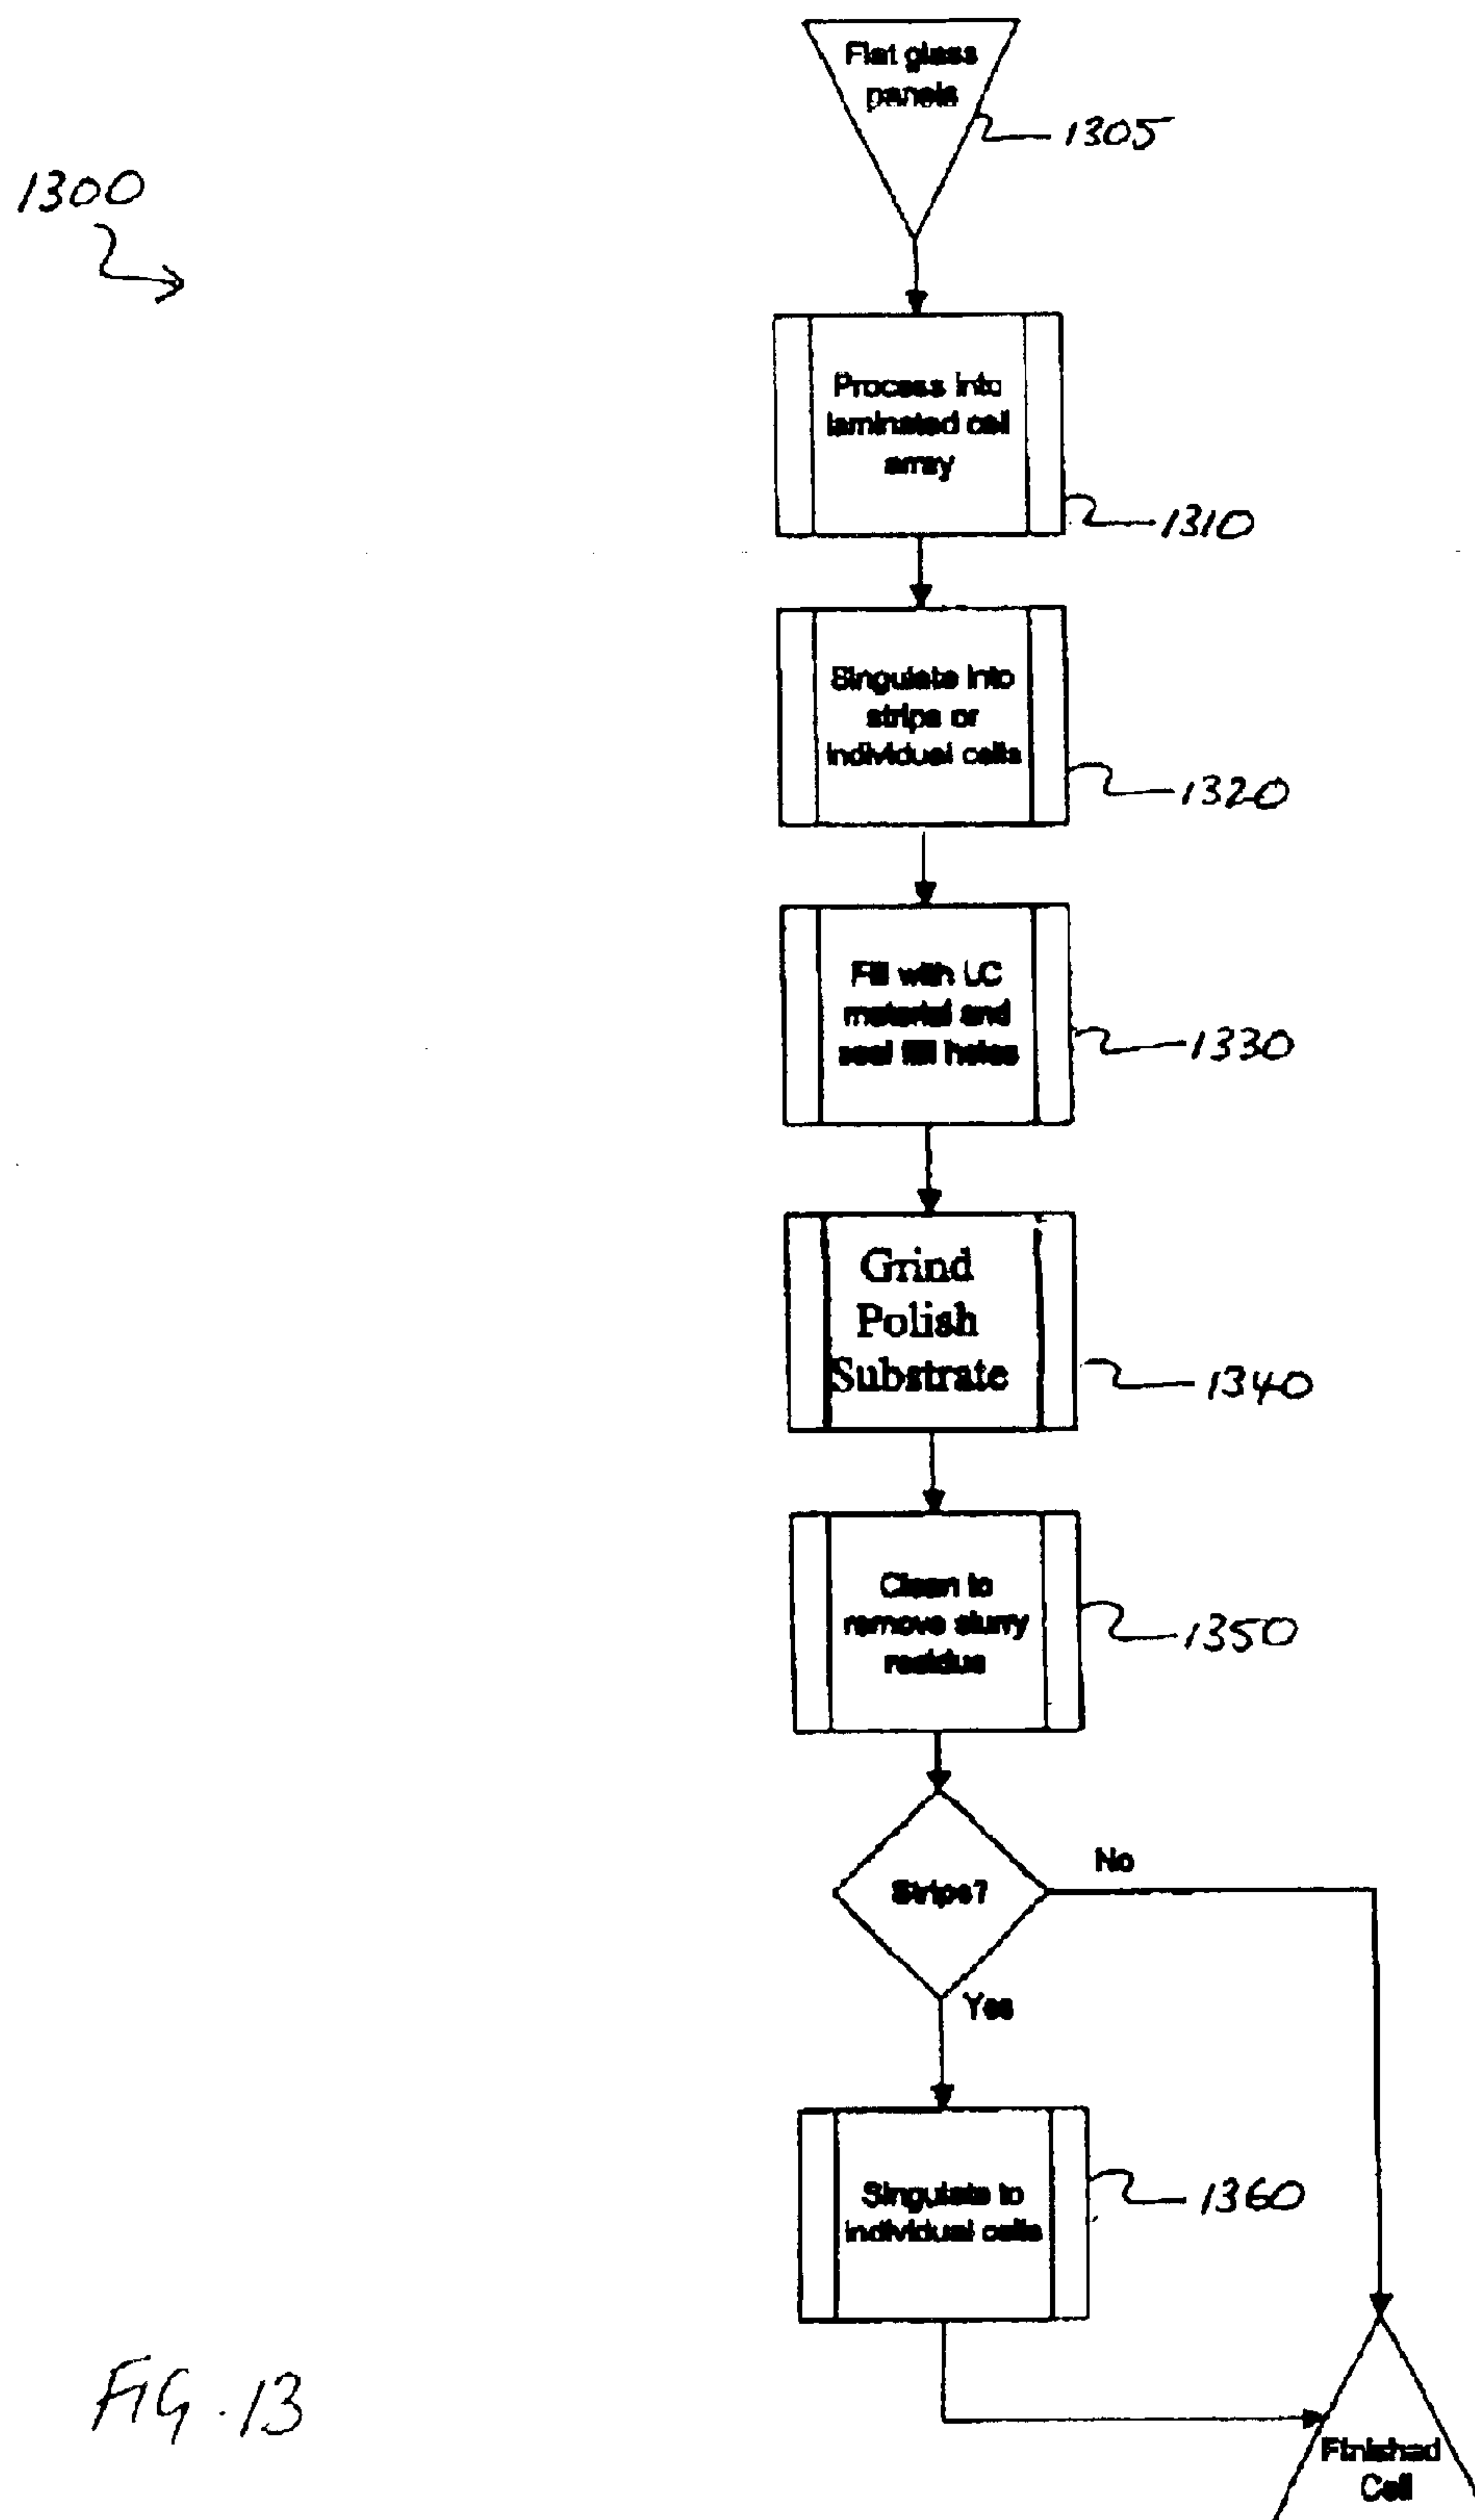 Flat glass
panels
1305
1300
Process into
laminated cell
array
1310
Singulate into
strips or
individual cells
1320
Fill with LC
material and
seal fill holes
1330
Grind
Polish
Substrate
1340
Clean to
remove slurry
residue
1350
Strips?
No
Yes
Singulate to
individual cells
1360
FIG. 13
Finished
Cell